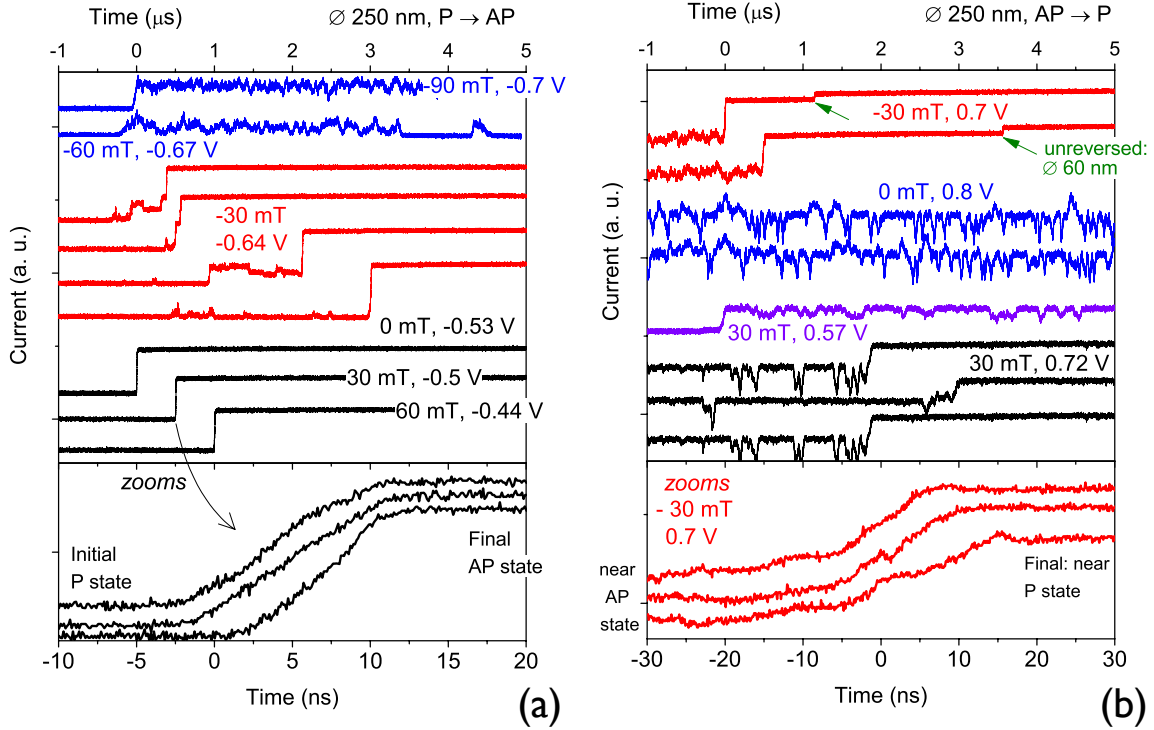 Time (μs)
∅ 250 nm, P → AP
-1 0 1 2 3 4 5
-90 mT, -0.7 V
-60 mT, -0.67 V
-30 mT
-0.64 V
0 mT, -0.53 V
30 mT, -0.5 V
60 mT, -0.44 V
Current (a. u.)
zooms
Initial
P state
Final
AP state
-10 -5 0 5 10 15 20
Time (ns)
(a)
Time (μs)
∅ 250 nm, AP → P
-1 0 1 2 3 4 5
-30 mT, 0.7 V
unreversed:
∅ 60 nm
0 mT, 0.8 V
30 mT, 0.57 V
30 mT, 0.72 V
Current (a. u.)
zooms
- 30 mT
0.7 V
near
AP
state
Final: near
P state
-30 -20 -10 0 10 20 30
Time (ns)
(b)